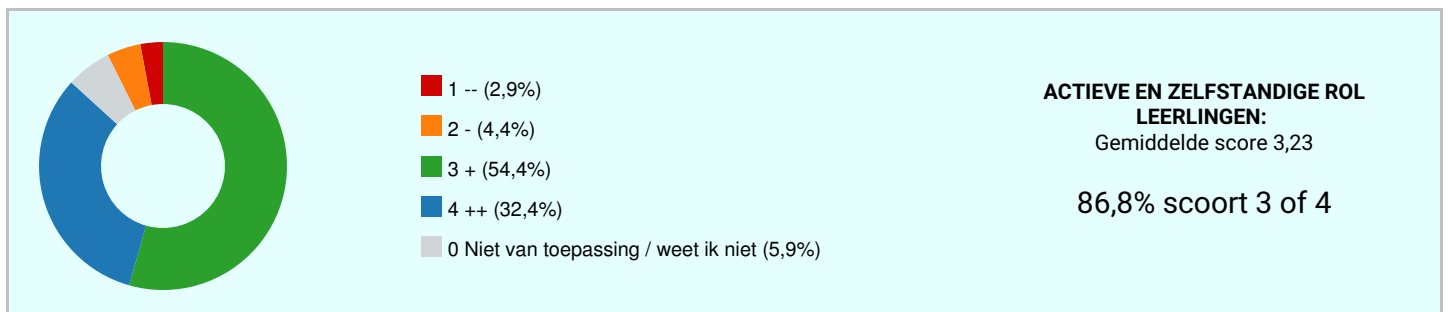 1 -- (2,9%)
2 - (4,4%)
3 + (54,4%)
4 ++ (32,4%)
0 Niet van toepassing / weet ik niet (5,9%)
ACTIEVE EN ZELFSTANDIGE ROL
LEERLINGEN:
Gemiddelde score 3,23
86,8% scoort 3 of 4